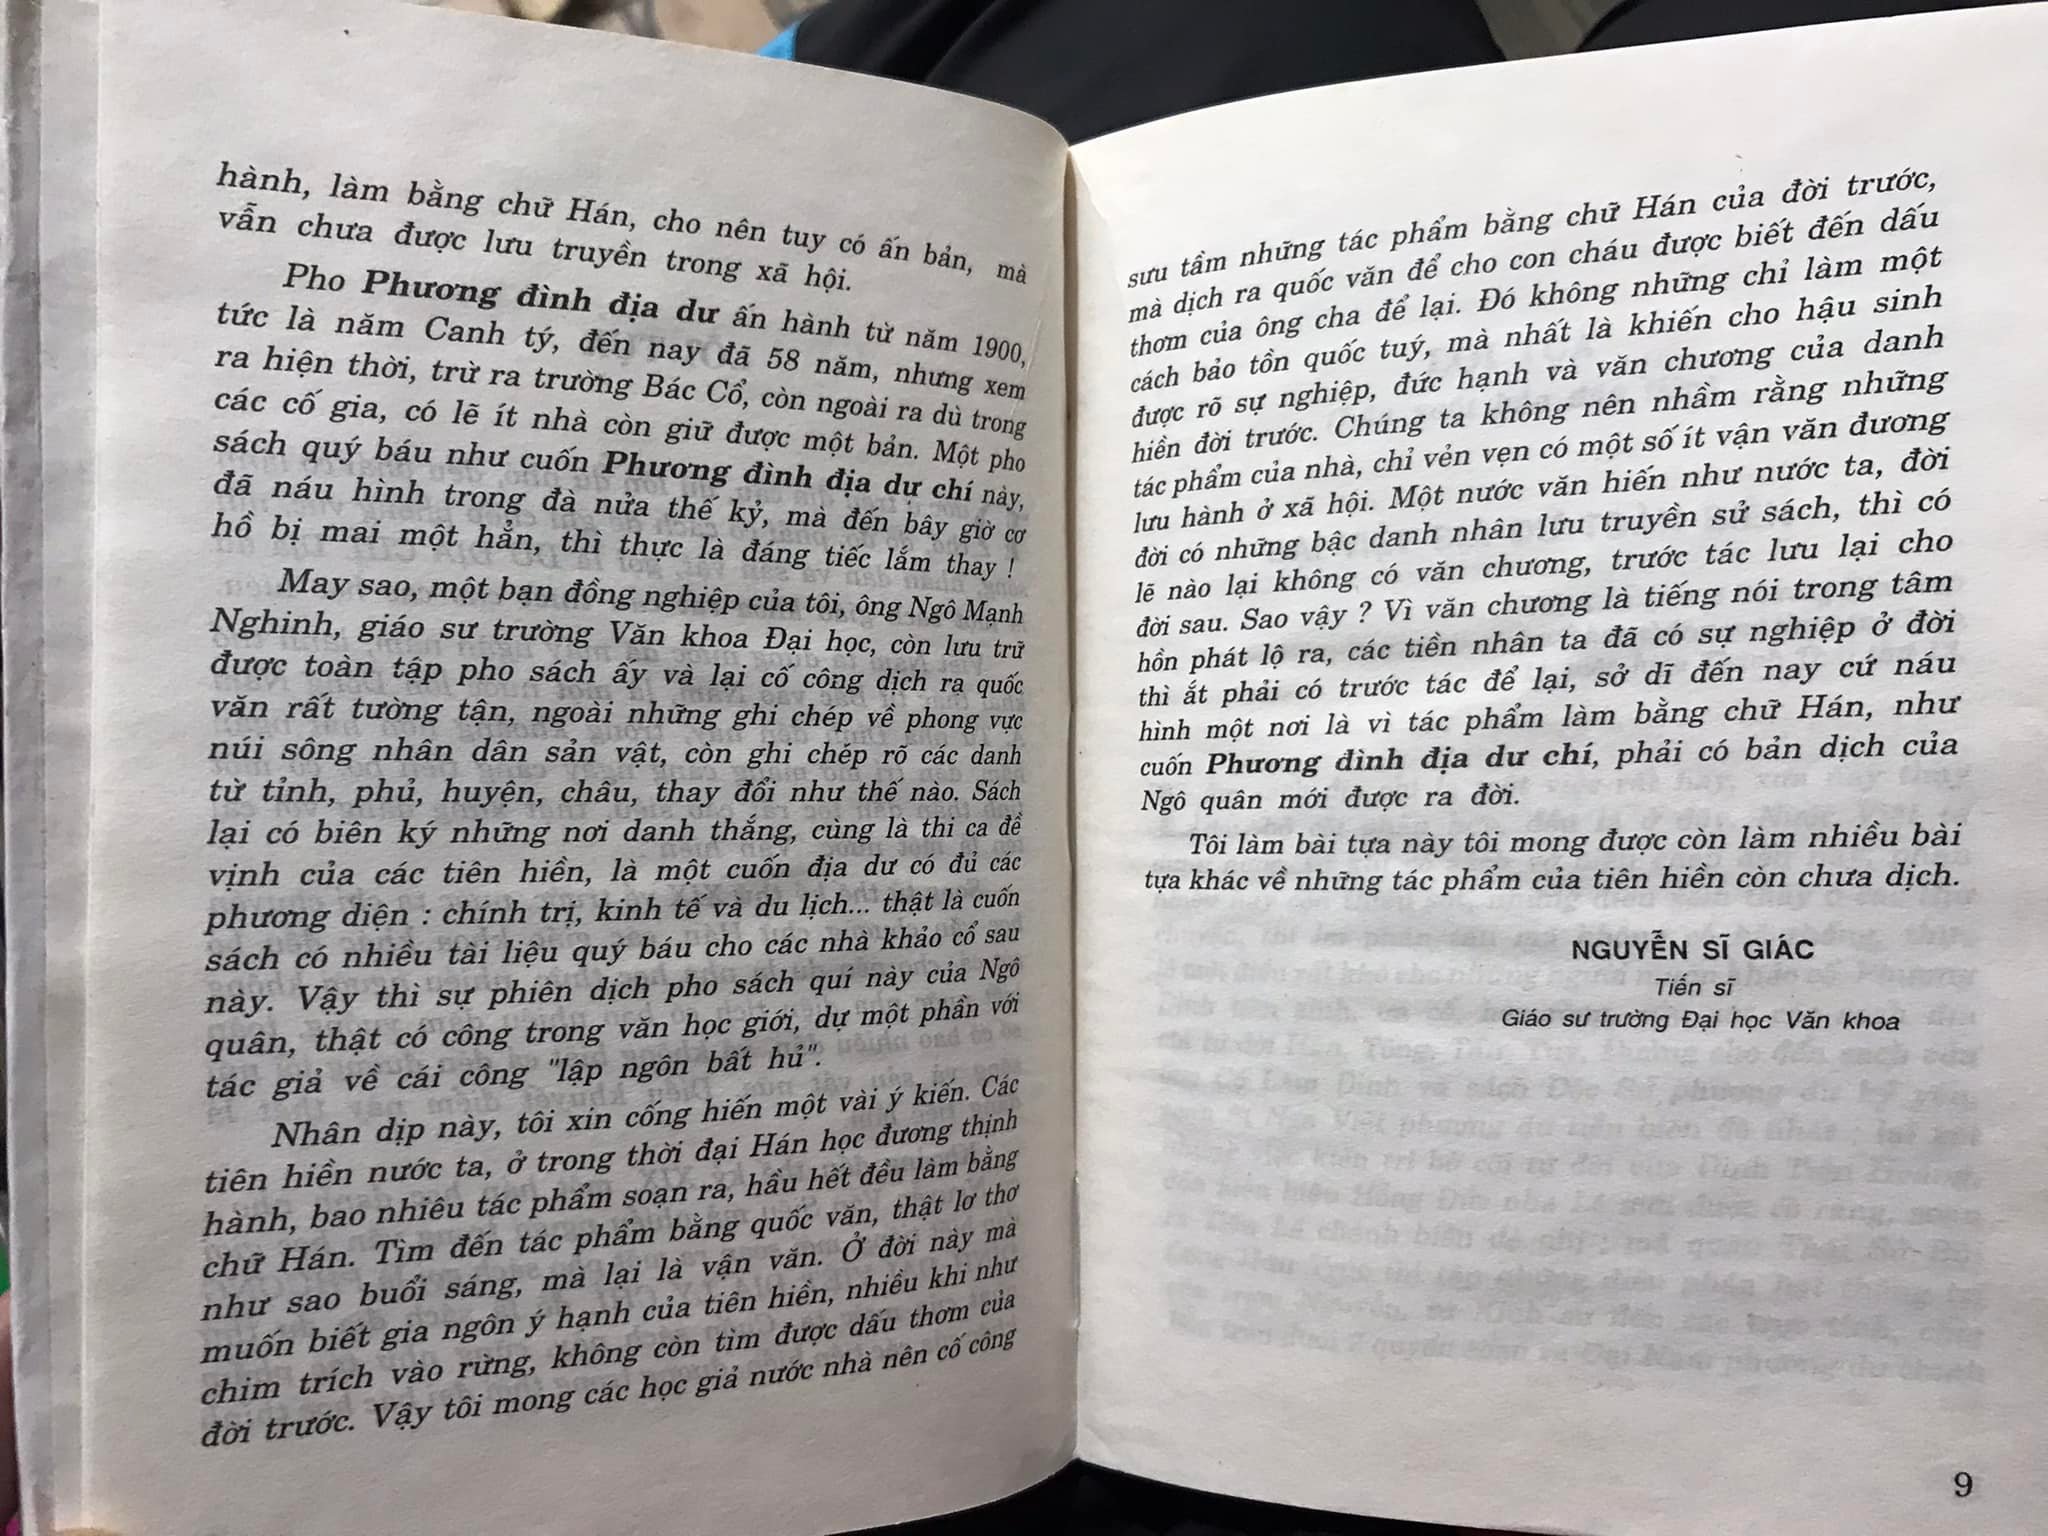 hành, làm bằng chữ Hán, cho nên tuy có ấn bản, mà
vẫn chưa được lưu truyền trong xã hội.
Pho Phương đình địa dư ấn hành từ năm 1900,
tức là năm Canh tý, đến nay đã 58 năm, nhưng xem
ra hiện thời, trừ ra trường Bác Cổ, còn ngoài ra dù trong
các cố gia, có lẽ ít nhà còn giữ được một bản. Một pho
sách quý báu như cuốn Phương đình địa dư chí này,
đã náu hình trong đà nửa thế kỷ, mà đến bây giờ cơ
hồ bị mai một hẳn, thì thực là đáng tiếc lắm thay !
May sao, một bạn đồng nghiệp của tôi, ông Ngô Mạnh
Nghinh, giáo sư trường Văn khoa Đại học, còn lưu trữ
được toàn tập pho sách ấy và lại cố công dịch ra quốc
văn rất tường tận, ngoài những ghi chép về phong vực
núi sông nhân dân sản vật, còn ghi chép rõ các danh
từ tỉnh, phủ, huyện, châu, thay đổi như thế nào. Sách
lại có biên ký những nơi danh thắng, cùng là thi ca đề
vịnh của các tiên hiền, là một cuốn địa dư có đủ các
phương diện : chính trị, kinh tế và du lịch... thật là cuốn
sách có nhiều tài liệu quý báu cho các nhà khảo cổ sau
này. Vậy thì sự phiên dịch pho sách quí này của Ngô
quân, thật có công trong văn học giới, dự một phần với
tác giả về cái công "lập ngôn bất hủ".
Nhân dịp này, tôi xin cống hiến một vài ý kiến. Các
tiên hiền nước ta, ở trong thời đại Hán học đương thịnh
hành, bao nhiêu tác phẩm soạn ra, hầu hết đều làm bằng
chữ Hán. Tìm đến tác phẩm bằng quốc văn, thật lơ thơ
như sao buổi sáng, mà lại là vận văn. Ở đời này mà
muốn biết gia ngôn ý hạnh của tiên hiền, nhiều khi như
chim trích vào rừng, không còn tìm được dấu thơm của
đời trước. Vậy tôi mong các học giả nước nhà nên cố công
sưu tầm những tác phẩm bằng chữ Hán của đời trước,
mà dịch ra quốc văn để cho con cháu được biết đến dấu
thơm của ông cha để lại. Đó không những chỉ làm một
cách bảo tồn quốc tuý, mà nhất là khiến cho hậu sinh
được rõ sự nghiệp, đức hạnh và văn chương của danh
hiền đời trước. Chúng ta không nên nhầm rằng những
tác phẩm của nhà, chỉ vẻn vẹn có một số ít vận văn đương
lưu hành ở xã hội. Một nước văn hiến như nước ta, đời
đời có những bậc danh nhân lưu truyền sử sách, thì có
lẽ nào lại không có văn chương, trước tác lưu lại cho
đời sau. Sao vậy ? Vì văn chương là tiếng nói trong tâm
hồn phát lộ ra, các tiền nhân ta đã có sự nghiệp ở đời
thì ắt phải có trước tác để lại, sở dĩ đến nay cứ náu
hình một nơi là vì tác phẩm làm bằng chữ Hán, như
cuốn Phương đình địa dư chí, phải có bản dịch của
Ngô quân mới được ra đời.
Tôi làm bài tựa này tôi mong được còn làm nhiều bài
tựa khác về những tác phẩm của tiên hiền còn chưa dịch.
NGUYỄN SĨ GIÁC
Tiến sĩ
Giáo sư trường Đại học Văn khoa
9